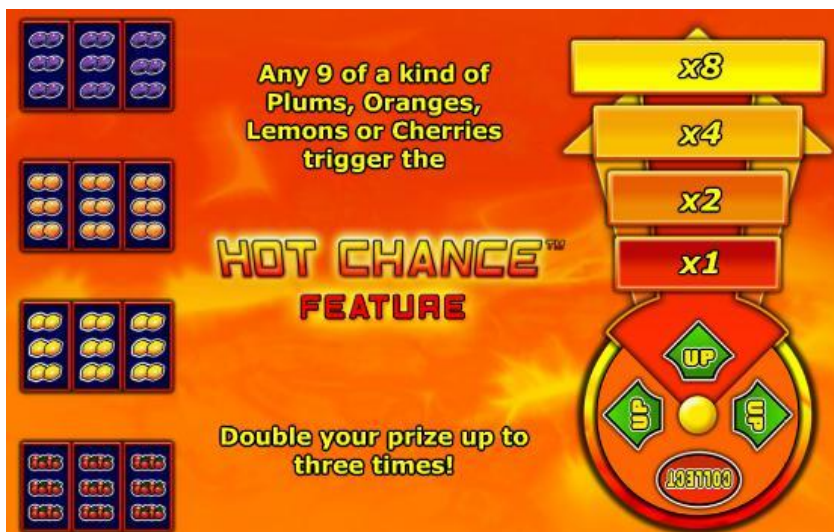 Any 9 of a kind of
Plums, Oranges,
Lemons or Cherries
trigger the
HOT CHANCE™
FEATURE
Double your prize up to
three times!
x8
x4
x2
x1
UP
UP
UP
COLLECT